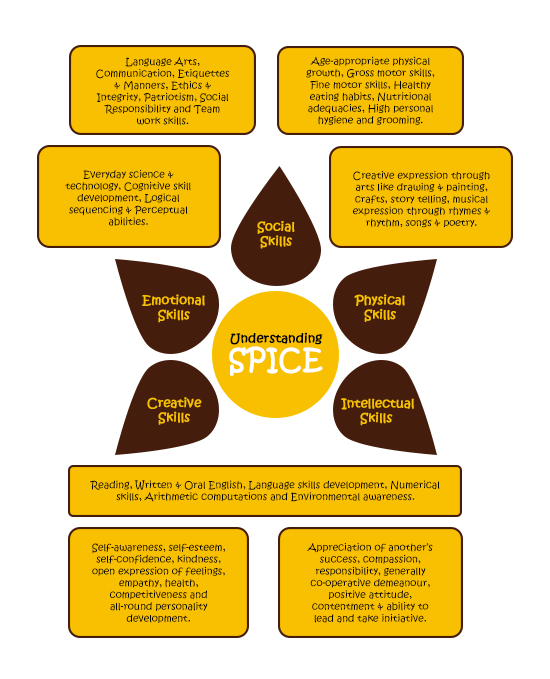 Language Arts,
Communication, Etiquettes
& Manners, Ethics &
Integrity, Patriotism, Social
Responsibility and Team
work skills.
Age-appropriate physical
growth, Gross motor skills,
Fine motor skills, Healthy
eating habits, Nutritional
adequacies, High personal
hygiene and grooming.
Everyday science &
technology, Cognitive skill
development, Logical
sequencing & Perceptual
abilities.
Creative expression through
arts like drawing & painting,
crafts, story telling, musical
expression through rhymes &
rhythm, songs & poetry.
Social
Skills
Emotional
Skills
Physical
Skills
Understanding
SPICE
Creative
Skills
Intellectual
Skills
Reading, Written & Oral English, Language skills development, Numerical
skills, Arithmetic computations and Environmental awareness.
Self-awareness, self-esteem,
self-confidence, kindness,
open expression of feelings,
empathy, health,
competitiveness and
all-round personality
development.
Appreciation of another's
success, compassion,
responsibility, generally
co-operative demeanour,
positive attitude,
contentment & ability to
lead and take initiative.